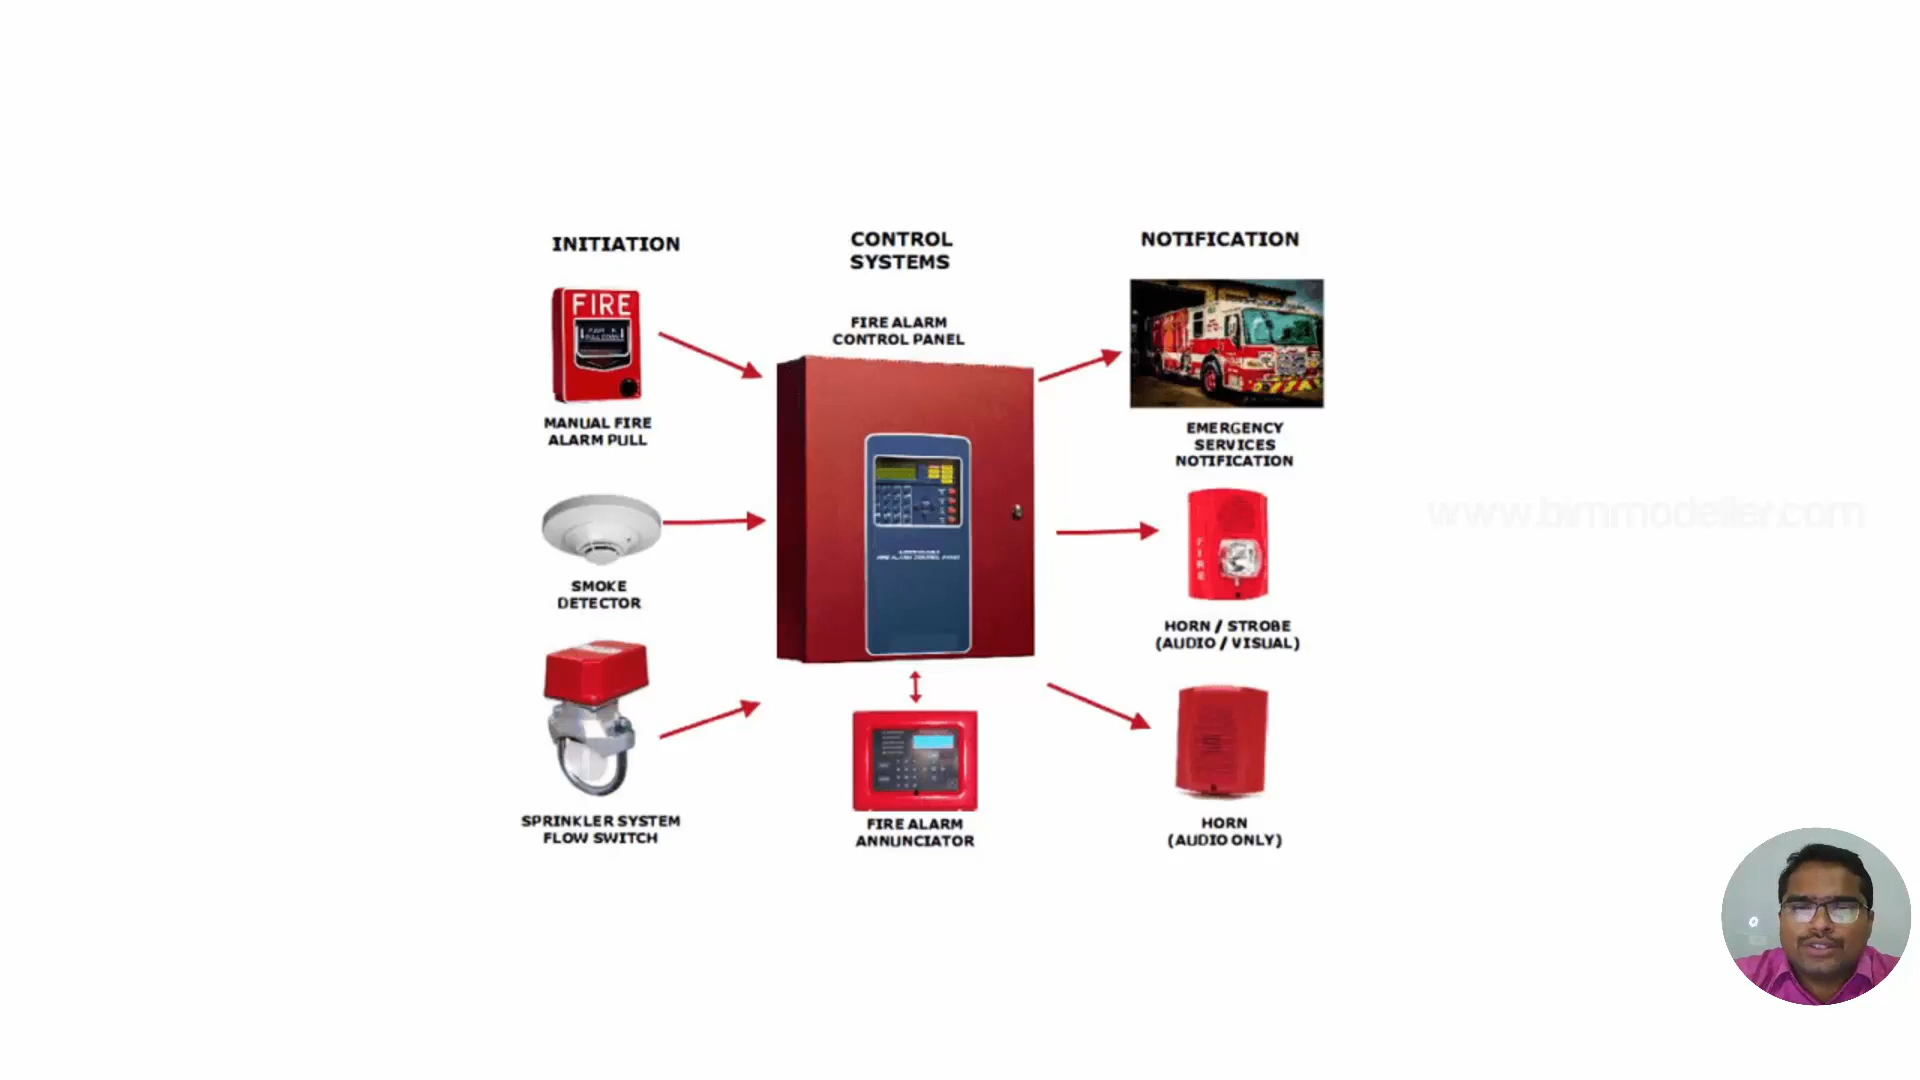 INITIATION
CONTROL
SYSTEMS
NOTIFICATION
FIRE
MANUAL FIRE
ALARM PULL
SMOKE
DETECTOR
SPRINKLER SYSTEM
FLOW SWITCH
FIRE ALARM
CONTROL PANEL
FIRE ALARM
ANNUNCIATOR
EMERGENCY
SERVICES
NOTIFICATION
FIRE
HORN / STROBE
(AUDIO / VISUAL)
HORN
(AUDIO ONLY)
www.bimmodeller.com